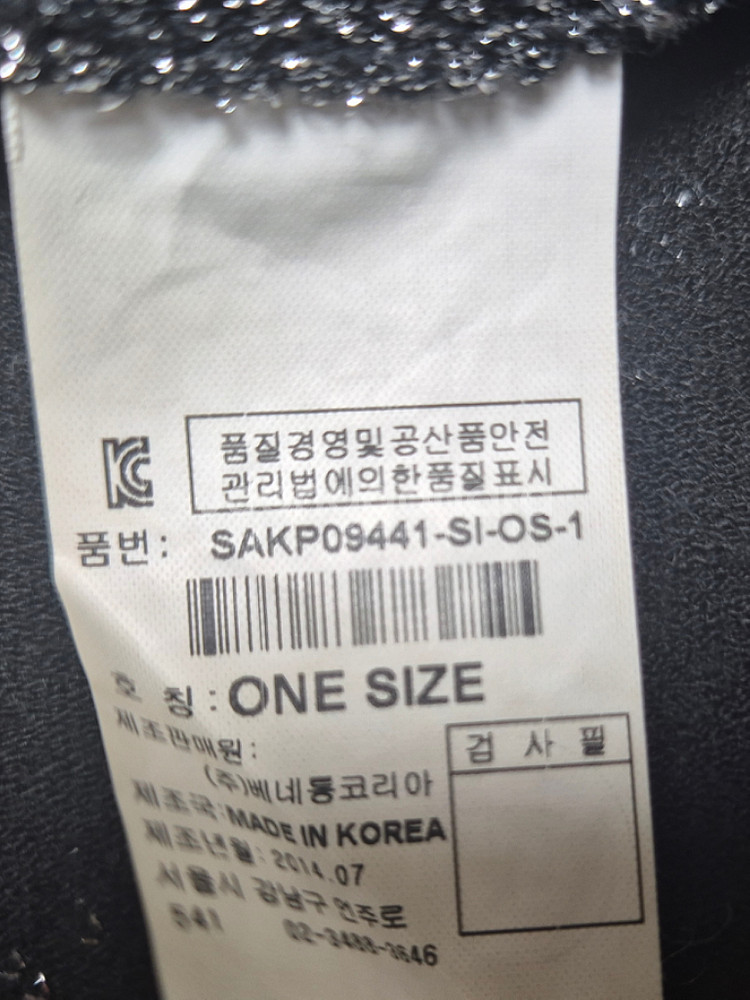 KC
품질경영및공산품안전
관리법에의한품질표시
품번: SAKP09441-SI-OS-1
호 칭 : ONE SIZE
제조판매원 :
(주)베네통코리아
검 사 필
제조국:MADE IN KOREA
제조년월: 2014.07
서울시 강남구 언주로
541 02-3488-3646